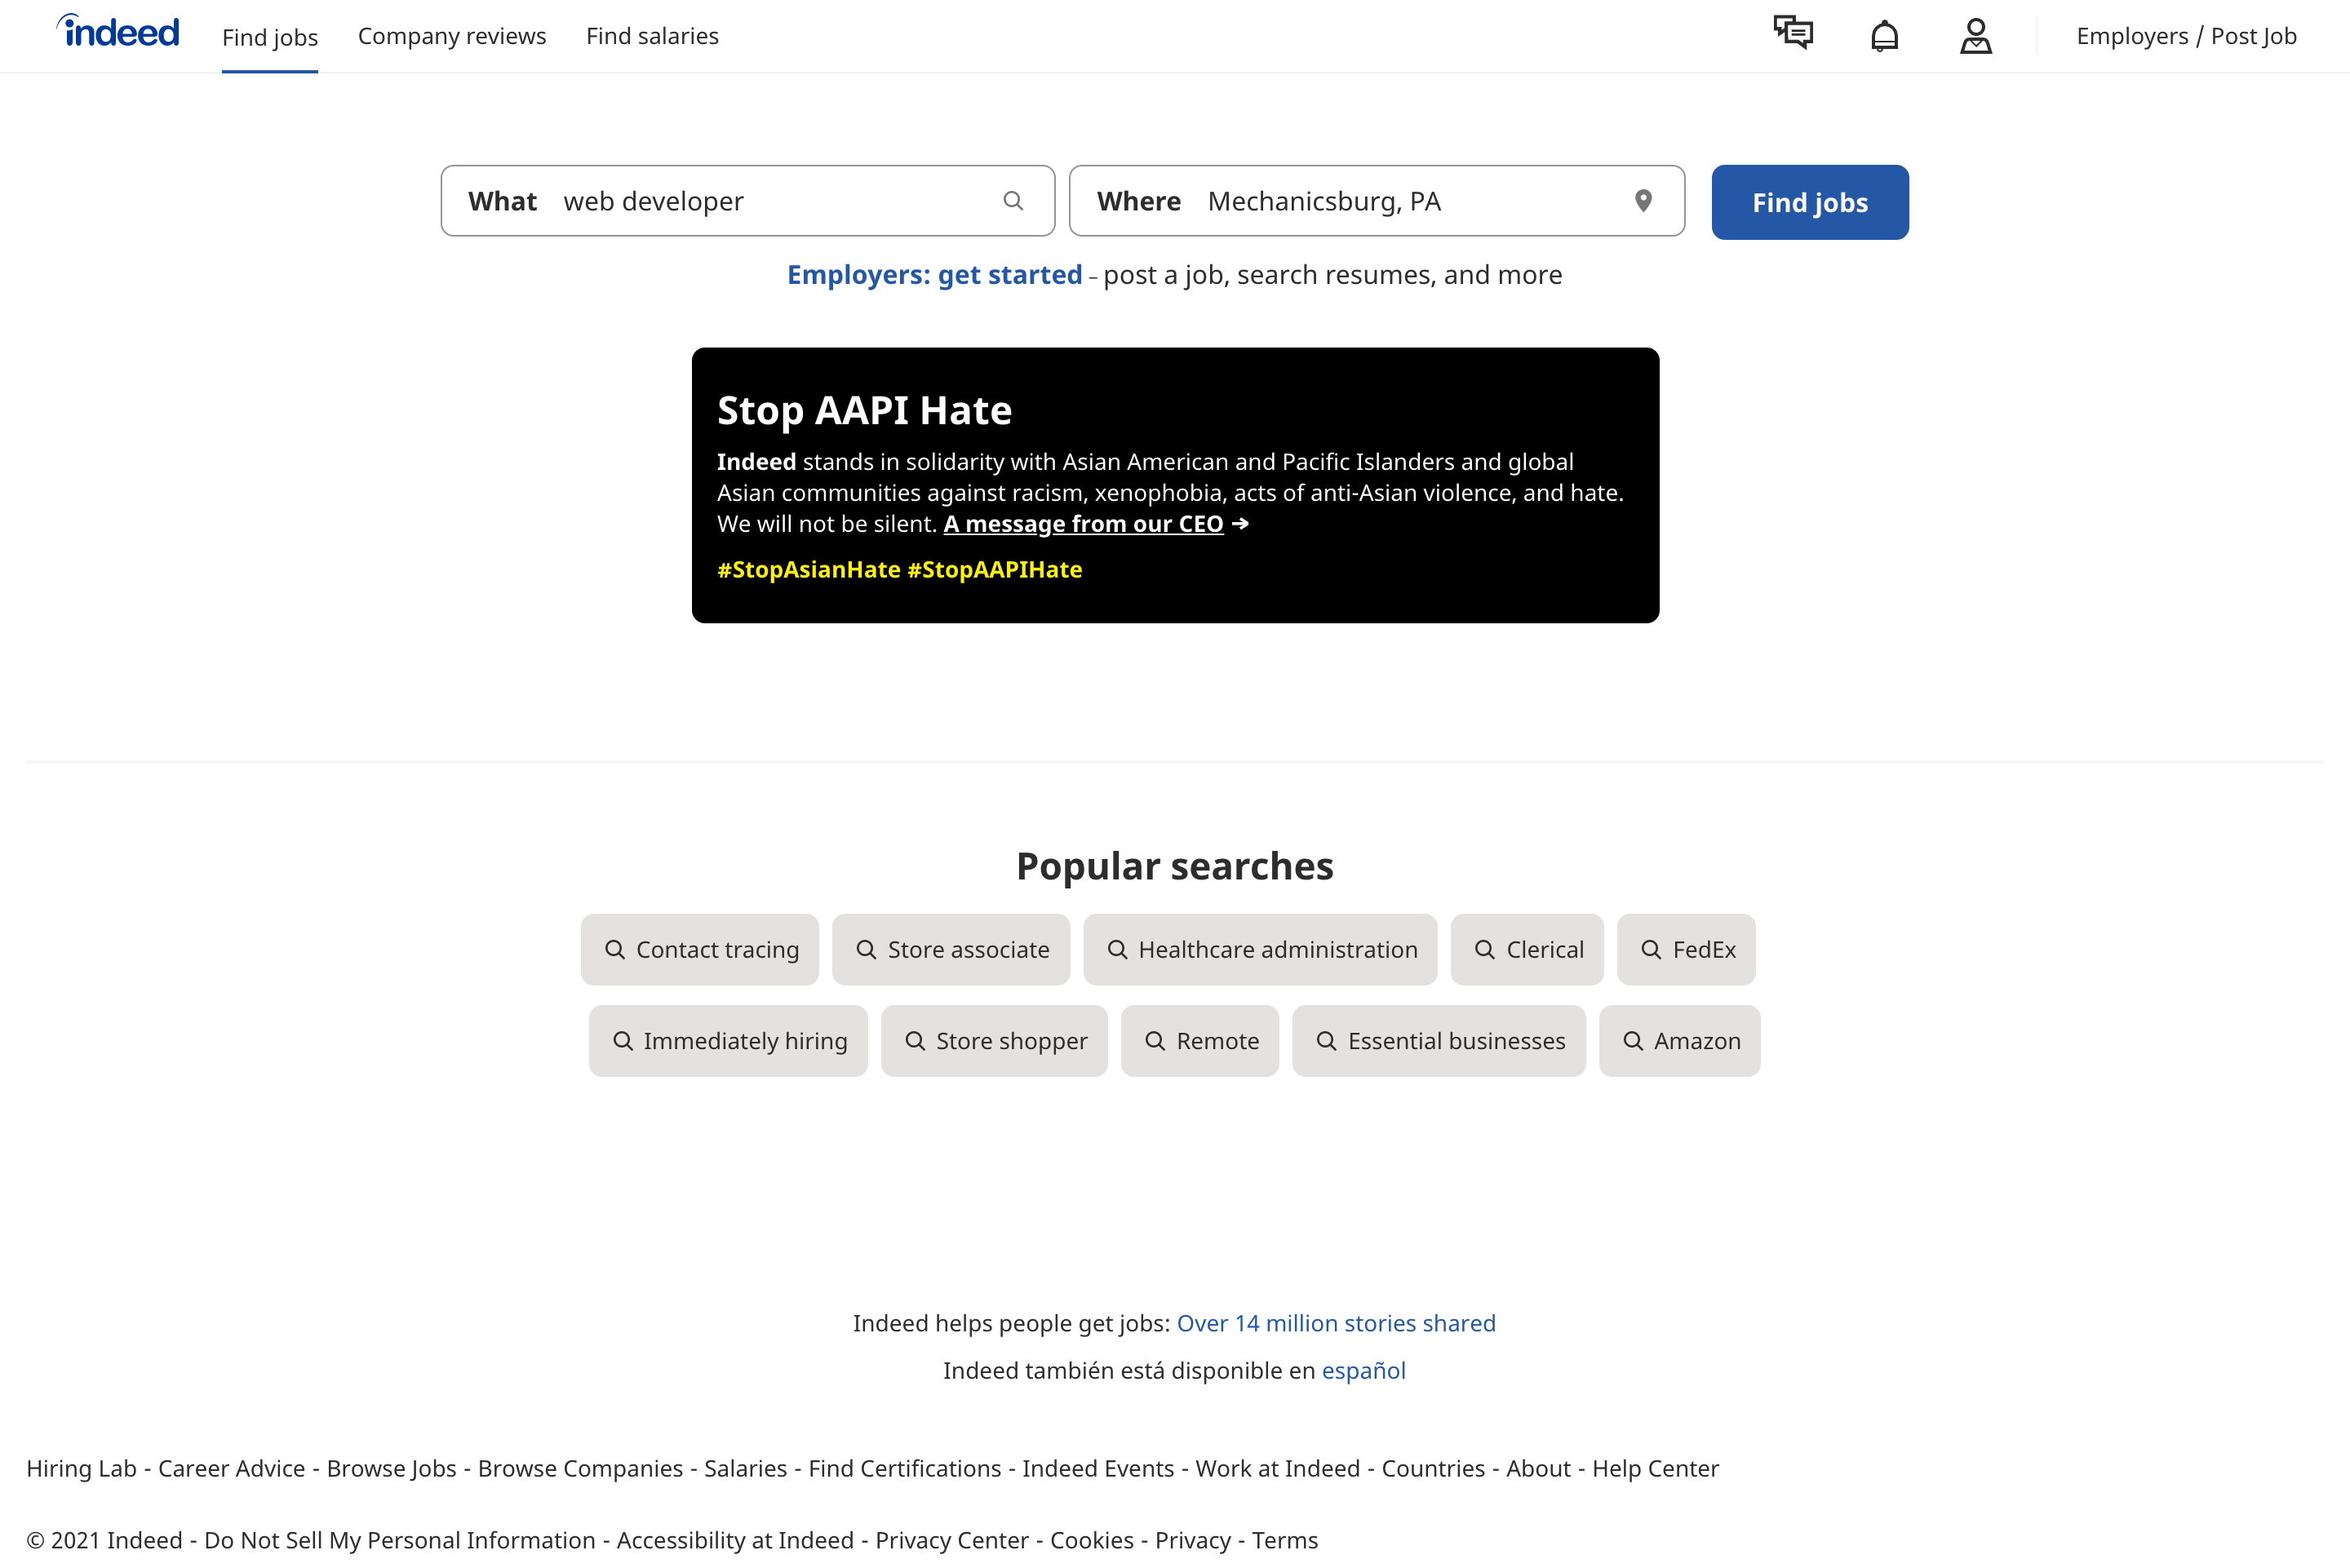 indeed
Find jobs
Company reviews
Find salaries
Employers / Post Job
What web developer
Where Mechanicsburg, PA
Find jobs
Employers: get started – post a job, search resumes, and more
Stop AAPI Hate
Indeed stands in solidarity with Asian American and Pacific Islanders and global
Asian communities against racism, xenophobia, acts of anti-Asian violence, and hate.
We will not be silent. A message from our CEO →
#StopAsianHate #StopAAPIHate
Popular searches
Contact tracing
Store associate
Healthcare administration
Clerical
FedEx
Immediately hiring
Store shopper
Remote
Essential businesses
Amazon
Indeed helps people get jobs: Over 14 million stories shared
Indeed también está disponible en español
Hiring Lab - Career Advice - Browse Jobs - Browse Companies - Salaries - Find Certifications - Indeed Events - Work at Indeed - Countries - About - Help Center
© 2021 Indeed - Do Not Sell My Personal Information - Accessibility at Indeed - Privacy Center - Cookies - Privacy - Terms